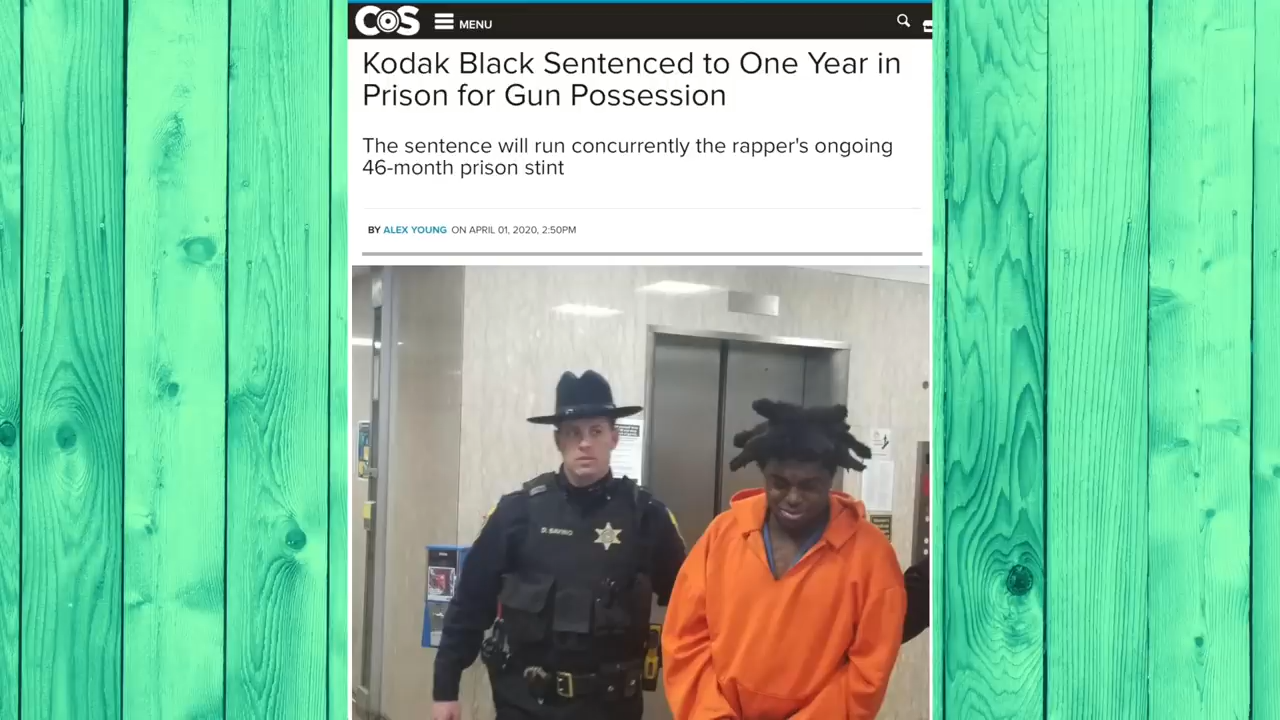 COS MENU
Kodak Black Sentenced to One Year in
Prison for Gun Possession
The sentence will run concurrently the rapper's ongoing
46-month prison stint
BY ALEX YOUNG ON APRIL 01, 2020, 2:50PM
D. SAVINO